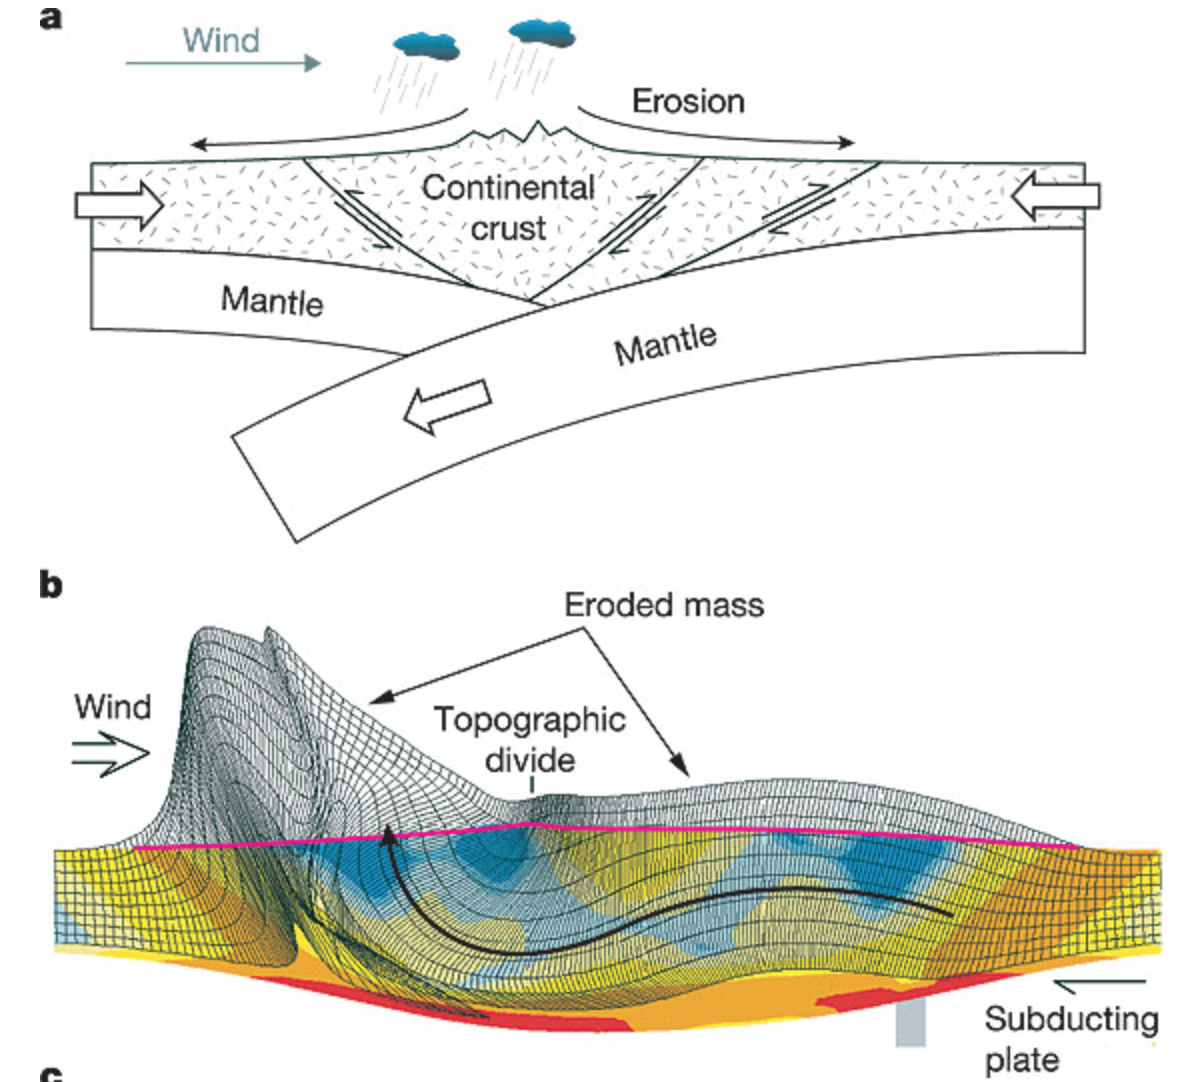 a
Wind
Erosion
Continental
crust
Mantle
Mantle
b
Eroded mass
Wind
Topographic
divide
Subducting
plate
c